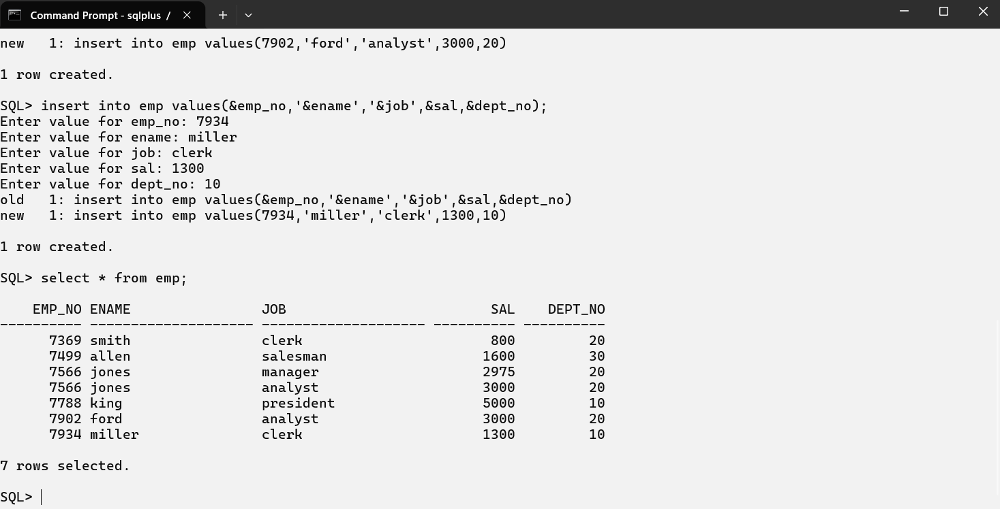 Command Prompt - sqlplus /
new   1: insert into emp values(7902,'ford','analyst',3000,20)
1 row created.
SQL> insert into emp values(&emp_no,'&ename','&job',&sal,&dept_no);
Enter value for emp_no: 7934
Enter value for ename: miller
Enter value for job: clerk
Enter value for sal: 1300
Enter value for dept_no: 10
old   1: insert into emp values(&emp_no,'&ename','&job',&sal,&dept_no)
new   1: insert into emp values(7934,'miller','clerk',1300,10)
1 row created.
SQL> select * from emp;
    EMP_NO ENAME                JOB                         SAL    DEPT_NO
---------- -------------------- -------------------- ---------- ----------
      7369 smith                clerk                       800         20
      7499 allen                salesman                   1600         30
      7566 jones                manager                    2975         20
      7566 jones                analyst                    3000         20
      7788 king                 president                  5000         10
      7902 ford                 analyst                    3000         20
      7934 miller               clerk                      1300         10
7 rows selected.
SQL>